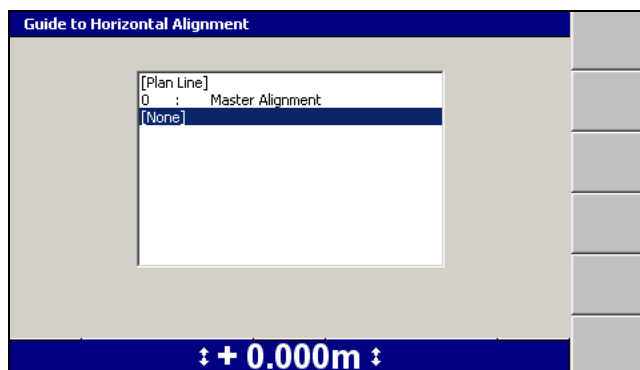 Guide to Horizontal Alignment
[Plan Line]
0 : Master Alignment
[None]
↕ + 0.000m ↕